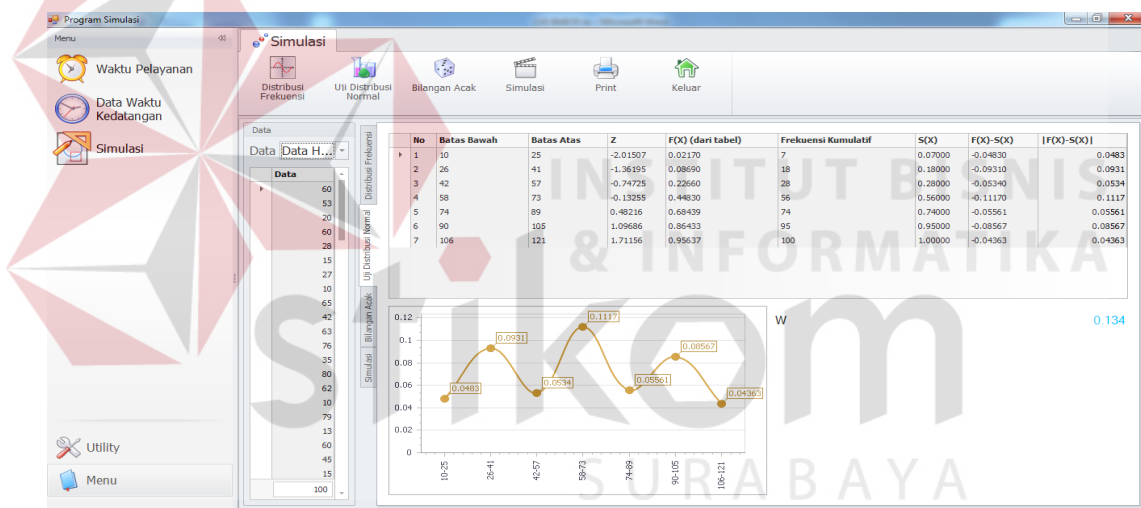 Program Simulasi
Menu
Waktu Pelayanan
Data Waktu
Kedatangan
Simulasi
Utility
Menu
Simulasi
Distribusi
Frekuensi
Uji Distribusi
Normal
Bilangan Acak
Simulasi
Print
Keluar
Data
Data Data H...
Data
60
53
20
60
28
15
27
10
65
42
63
76
35
80
62
10
79
13
60
45
15
100
Distribusi Frekuensi
Uji Distribusi Normal
Bilangan Acak
Simulasi
No Batas Bawah Batas Atas Z F(X) (dari tabel) Frekuensi Kumulatif S(X) F(X)-S(X) |F(X)-S(X)|
1 10 25 -2.01507 0.02170 7 0.07000 -0.04830 0.0483
2 26 41 -1.36195 0.08690 18 0.18000 -0.09310 0.0931
3 42 57 -0.74725 0.22660 28 0.28000 -0.05340 0.0534
4 58 73 -0.13255 0.44830 56 0.56000 -0.11170 0.1117
5 74 89 0.48216 0.68439 74 0.74000 -0.05561 0.05561
6 90 105 1.09686 0.86433 95 0.95000 -0.08567 0.08567
7 106 121 1.71156 0.95637 100 1.00000 -0.04363 0.04363
0.12
0.1
0.08
0.06
0.04
0.02
0
0.0483
0.0931
0.0534
0.1117
0.05561
0.08567
0.04363
10-25
26-41
42-57
58-73
74-89
90-105
106-121
W 0.134
INSTITUT BISNIS
& INFORMATIKA
stikom
SURABAYA